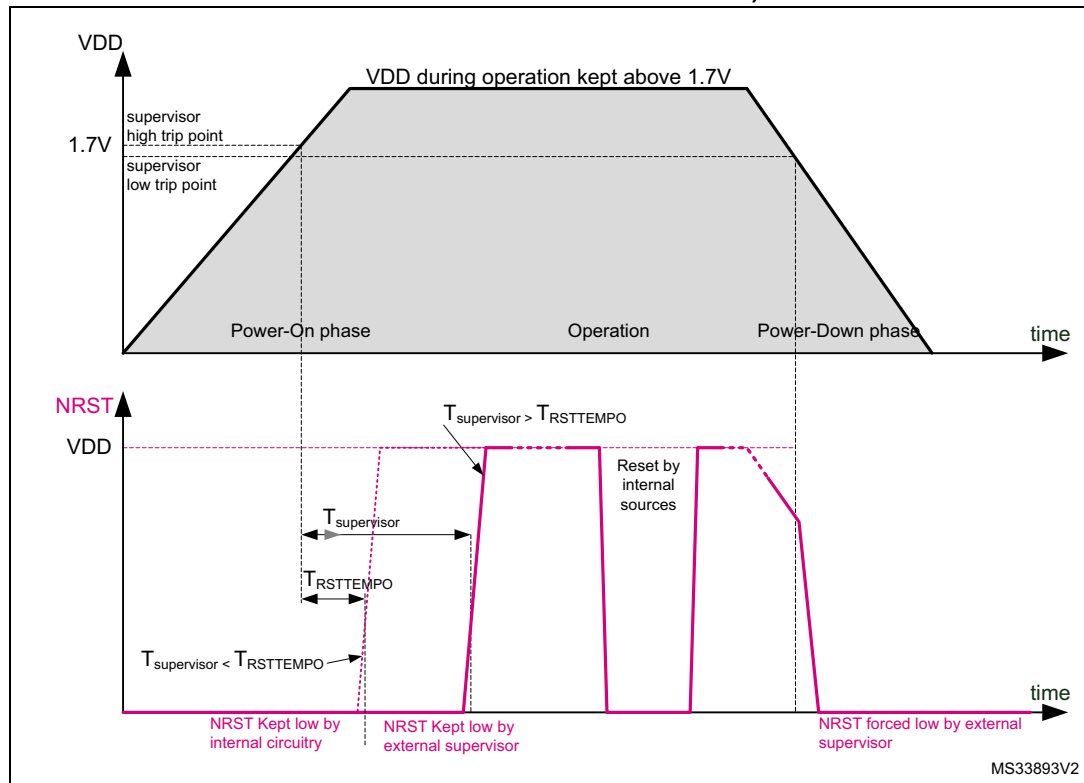 VDD
VDD during operation kept above 1.7V
supervisor
high trip point
1.7V
supervisor
low trip point
Power-On phase
Operation
Power-Down phase
time
NRST
VDD
Tsupervisor > TRSTTEMPO
Reset by
internal
sources
Tsupervisor
TRSTTEMPO
Tsupervisor < TRSTTEMPO
time
NRST Kept low by
internal circuitry
NRST Kept low by
external supervisor
NRST forced low by external
supervisor
MS33893V2